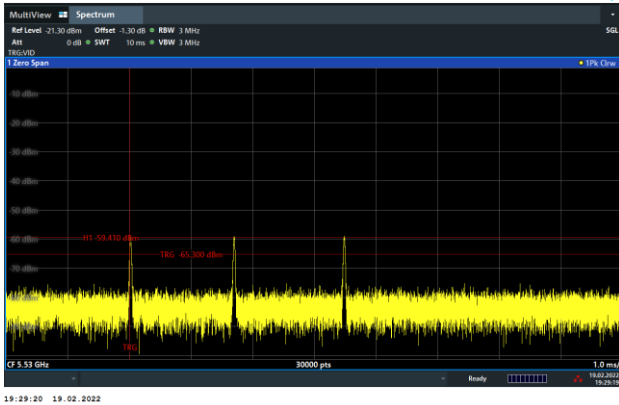 MultiView Spectrum
Ref Level -21.30 dBm Offset -1.30 dB RBW 3 MHz SGL
Att 0 dB SWT 10 ms VBW 3 MHz
TRG:VID
1 Zero Span 1Pk Clrw
-10 dBm
-20 dBm
-30 dBm
-40 dBm
-50 dBm
-60 dBm H1 -59.410 dBm
TRG -65.300 dBm
-70 dBm
TRG
CF 5.53 GHz 30000 pts 1.0 ms/
Ready 19.02.2022
19:29:19
19:29:20 19.02.2022